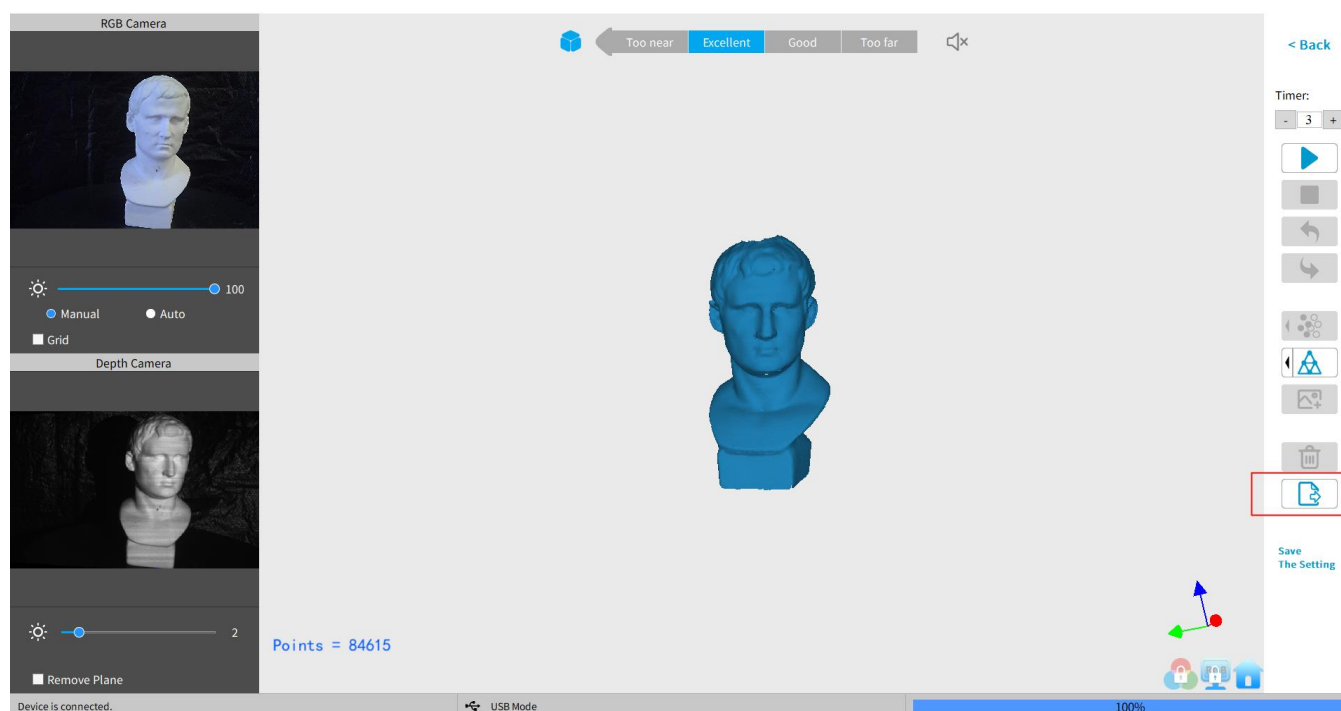 RGB Camera
Too near
Excellent
Good
Too far
< Back
Timer:
- 3 +
100
Manual
Auto
Grid
Depth Camera
Save
The Setting
2
Points = 84615
Remove Plane
Device is connected.
USB Mode
100%